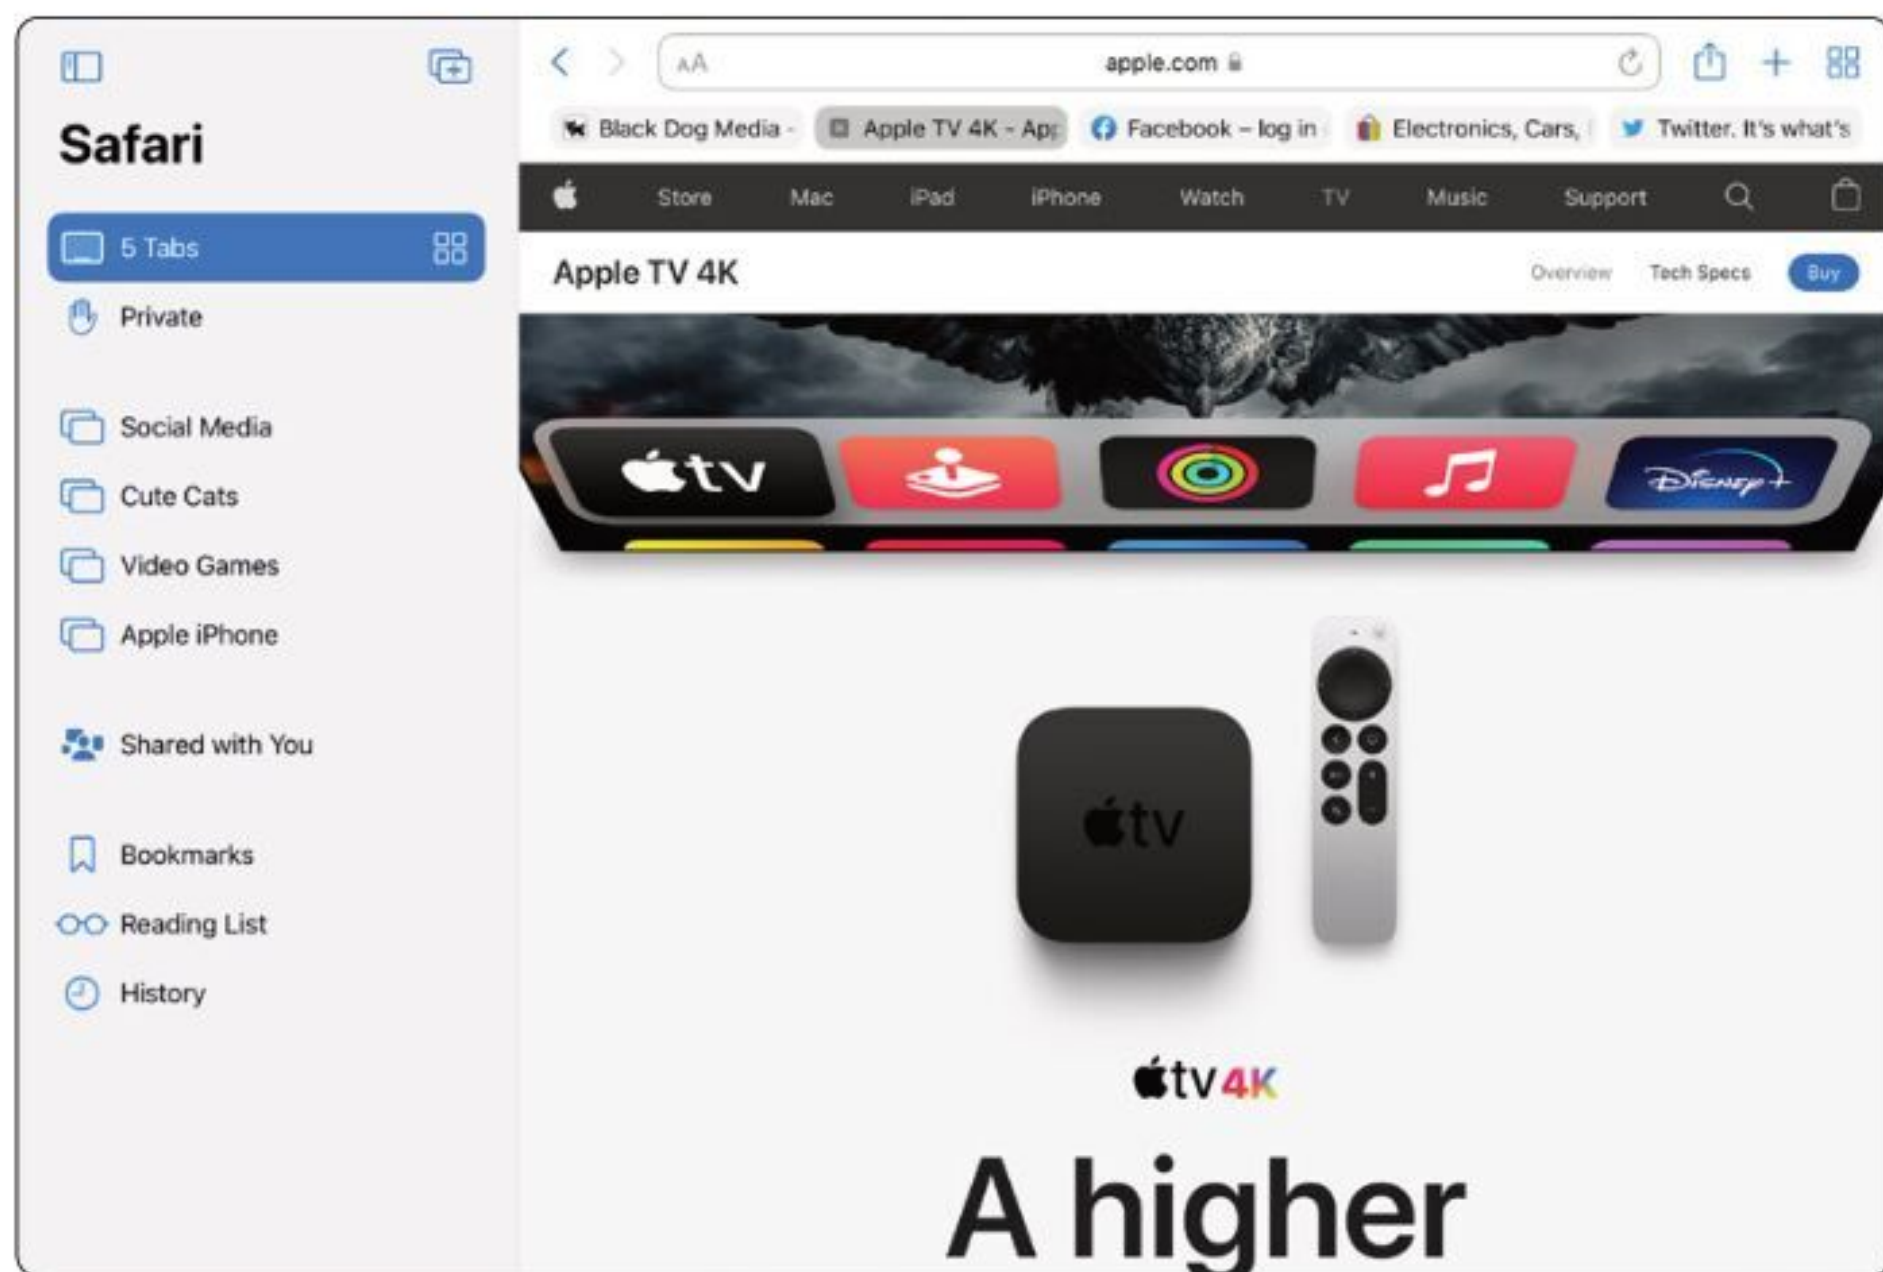 Safari
5 Tabs
Private
Social Media
Cute Cats
Video Games
Apple iPhone
Shared with You
Bookmarks
Reading List
History
AA apple.com
Black Dog Media - Apple TV 4K - App Facebook – log in Electronics, Cars, Twitter. It's what's
Store Mac iPad iPhone Watch TV Music Support
Apple TV 4K Overview Tech Specs Buy
tv Disney+
tv
tv 4K
A higher